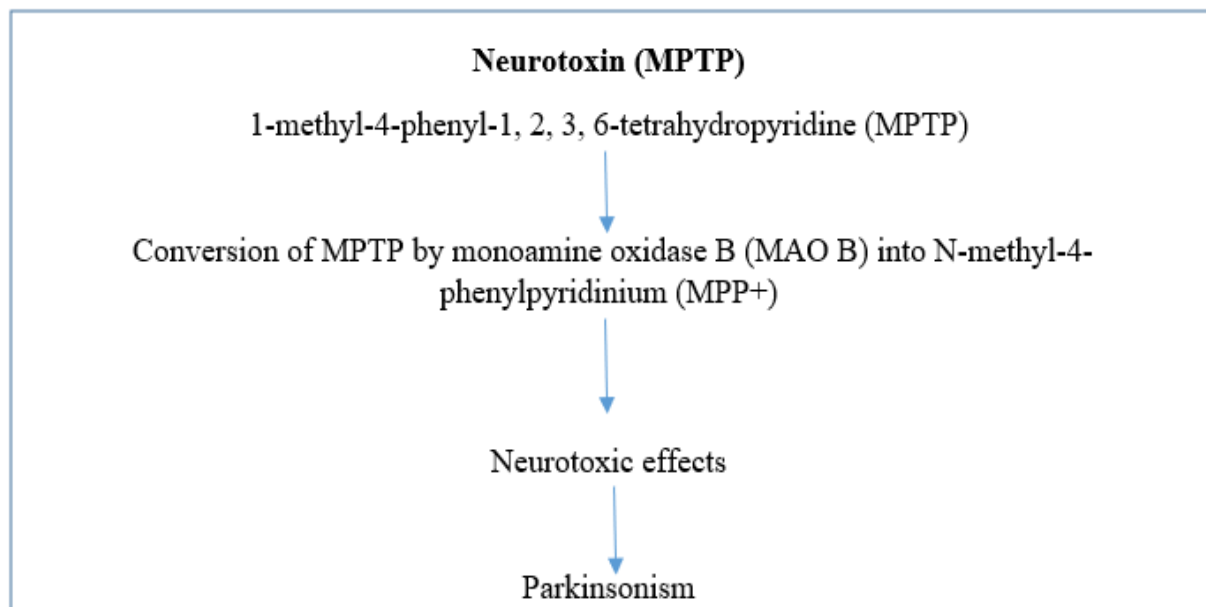 Neurotoxin (MPTP)
1-methyl-4-phenyl-1, 2, 3, 6-tetrahydropyridine (MPTP)
Conversion of MPTP by monoamine oxidase B (MAO B) into N-methyl-4-
phenylpyridinium (MPP+)
Neurotoxic effects
Parkinsonism